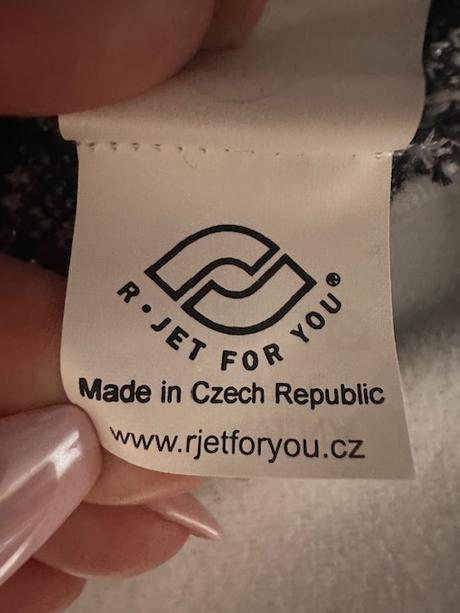 R•JET FOR YOU®
Made in Czech Republic
www.rjetforyou.cz